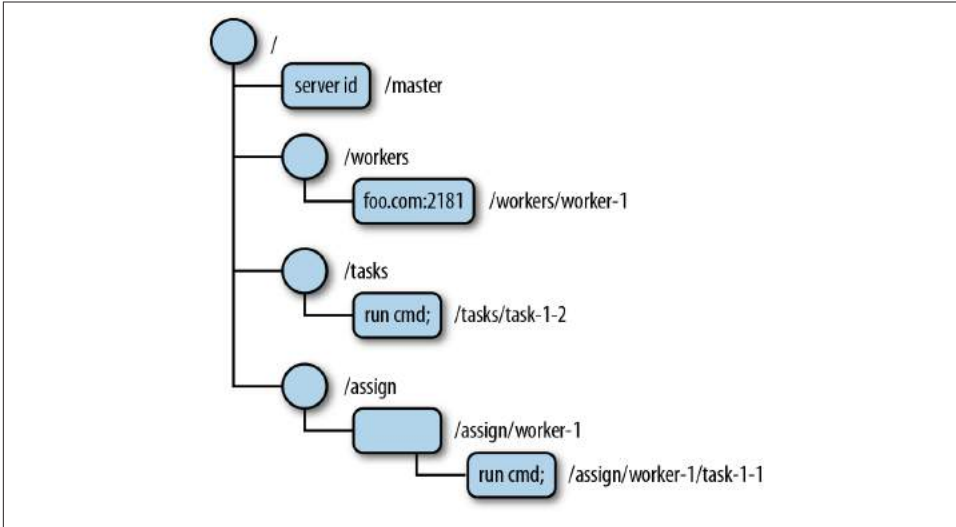 /
server id /master
/workers
foo.com:2181 /workers/worker-1
/tasks
run cmd; /tasks/task-1-2
/assign
/assign/worker-1
run cmd; /assign/worker-1/task-1-1